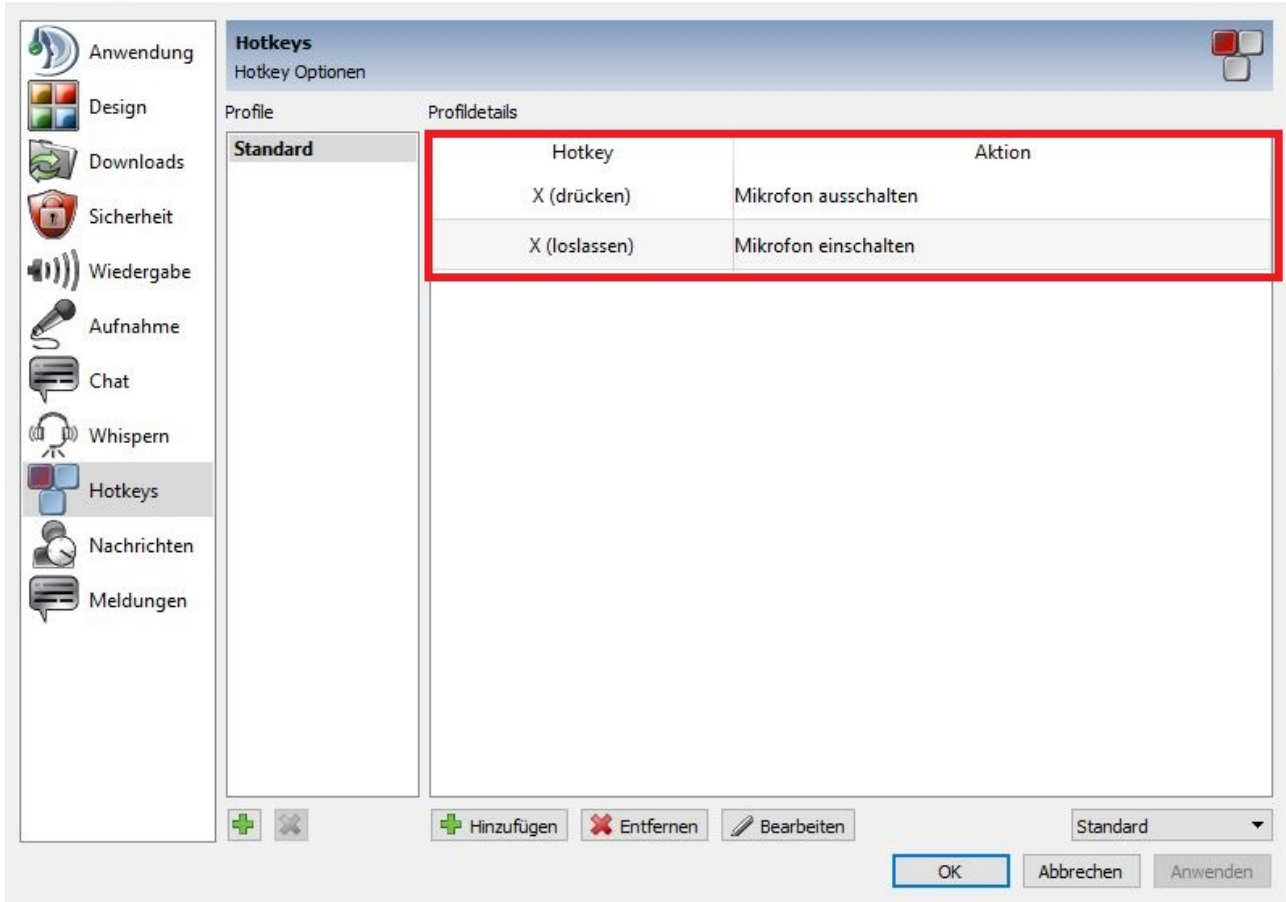 Anwendung
Design
Downloads
Sicherheit
Wiedergabe
Aufnahme
Chat
Whispern
Hotkeys
Nachrichten
Meldungen
Hotkeys
Hotkey Optionen
Profile
Standard
Profildetails
Hotkey Aktion
X (drücken) Mikrofon ausschalten
X (loslassen) Mikrofon einschalten
Hinzufügen Entfernen Bearbeiten Standard
OK Abbrechen Anwenden